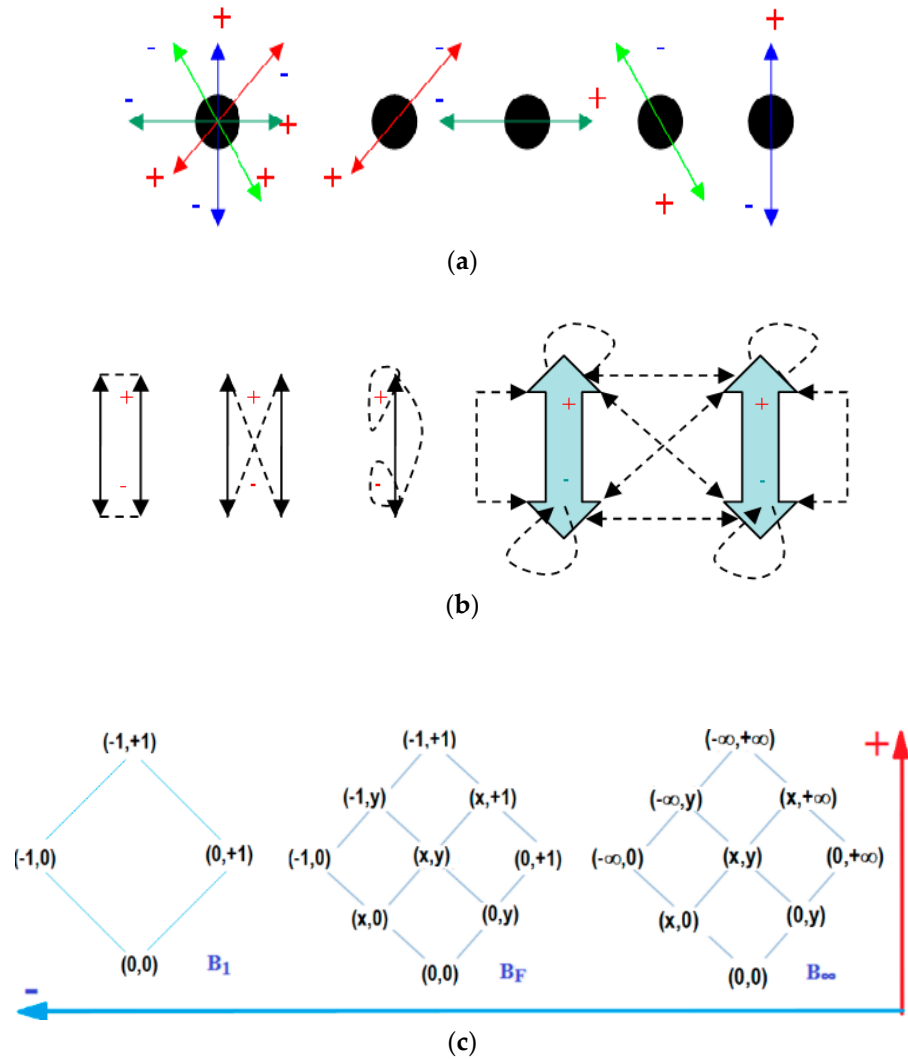 + +
- - - -
- - + +
+ + + +
- -
(a)
+ + + + +
- - - - -
(b)
(-1,+1) (-1,+1) (-∞,+∞) +
(-1,y) (x,+1) (-∞,y) (x,+∞)
(-1,0) (0,+1) (-1,0) (x,y) (0,+1) (-∞,0) (x,y) (0,+∞)
(x,0) (0,y) (x,0) (0,y)
(0,0) B₁ (0,0) B_F (0,0) B∞
-
(c)